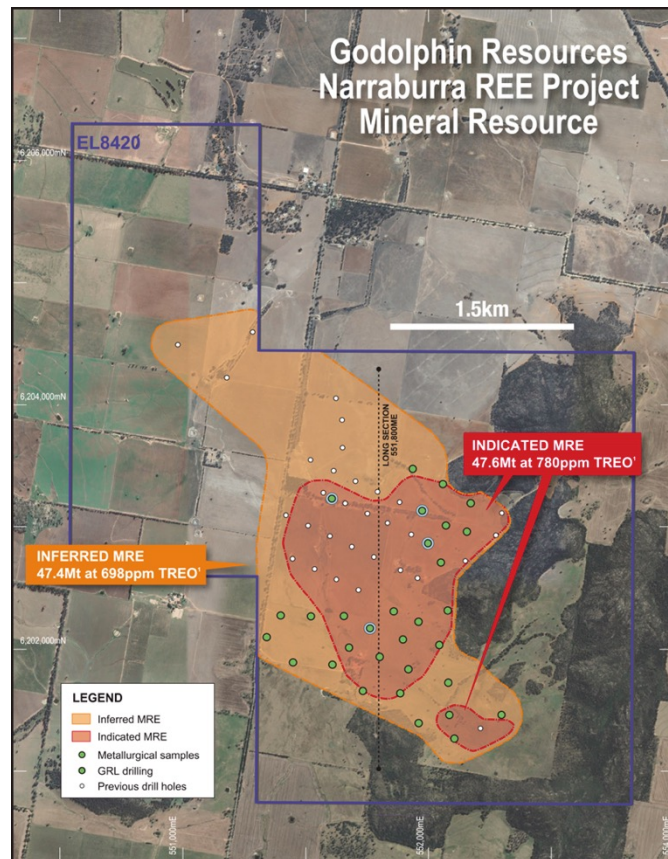 Godolphin Resources
Narraburra REE Project
Mineral Resource
EL8420
6,206,000mN
1.5km
6,204,000mN
LONG SECTION
551,800ME
INDICATED MRE
47.6Mt at 780ppm TREO¹
INFERRED MRE
47.4Mt at 698ppm TREO¹
6,202,000mN
LEGEND
Inferred MRE
Indicated MRE
Metallurgical samples
GRL drilling
Previous drill holes
551,000mE
552,000mE